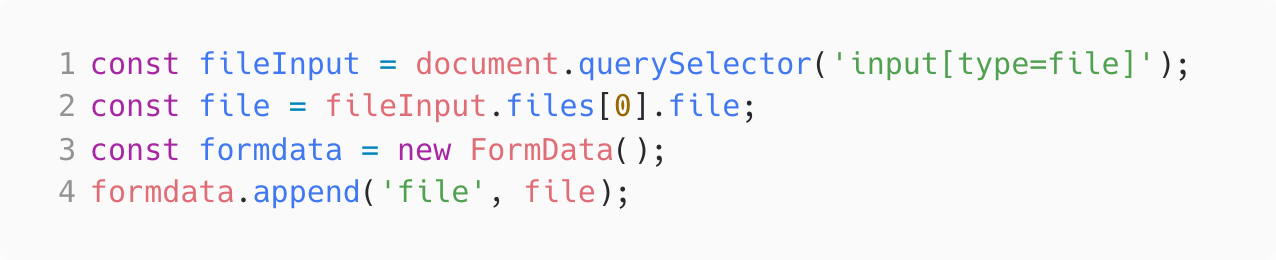 1 const fileInput = document.querySelector('input[type=file]');
2 const file = fileInput.files[0].file;
3 const formdata = new FormData();
4 formdata.append('file', file);